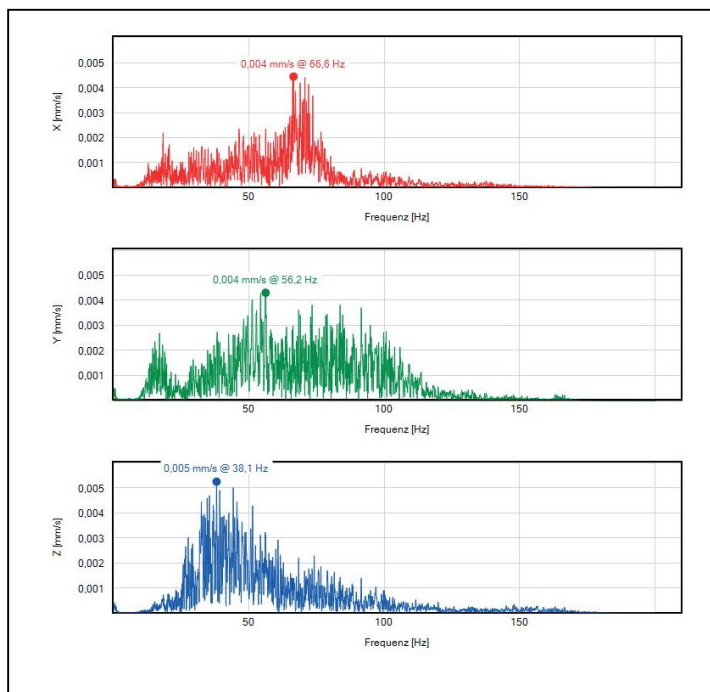 0,004 mm/s @ 66,6 Hz
0,005
0,004
0,003
0,002
0,001
X [mm/s]
50
100
150
Frequenz [Hz]
0,004 mm/s @ 56,2 Hz
0,005
0,004
0,003
0,002
0,001
Y [mm/s]
50
100
150
Frequenz [Hz]
0,005 mm/s @ 38,1 Hz
0,005
0,004
0,003
0,002
0,001
Z [mm/s]
50
100
150
Frequenz [Hz]